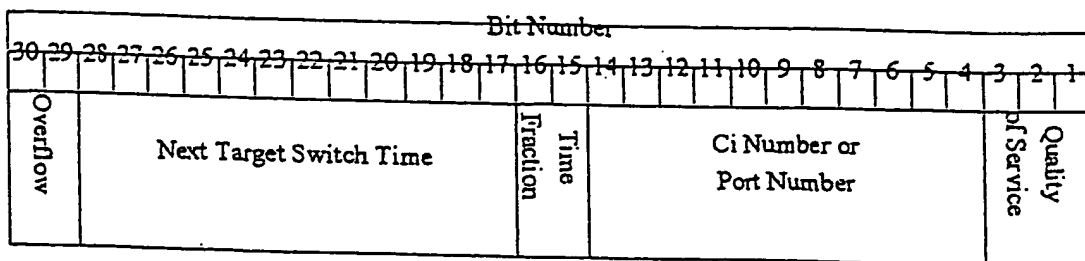 Bit Number
30 29 28 27 26 25 24 23 22 21 20 19 18 17 16 15 14 13 12 11 10 9 8 7 6 5 4 3 2 1
Overflow
Next Target Switch Time
Time
Fraction
Ci Number or
Port Number
Quality
of Service